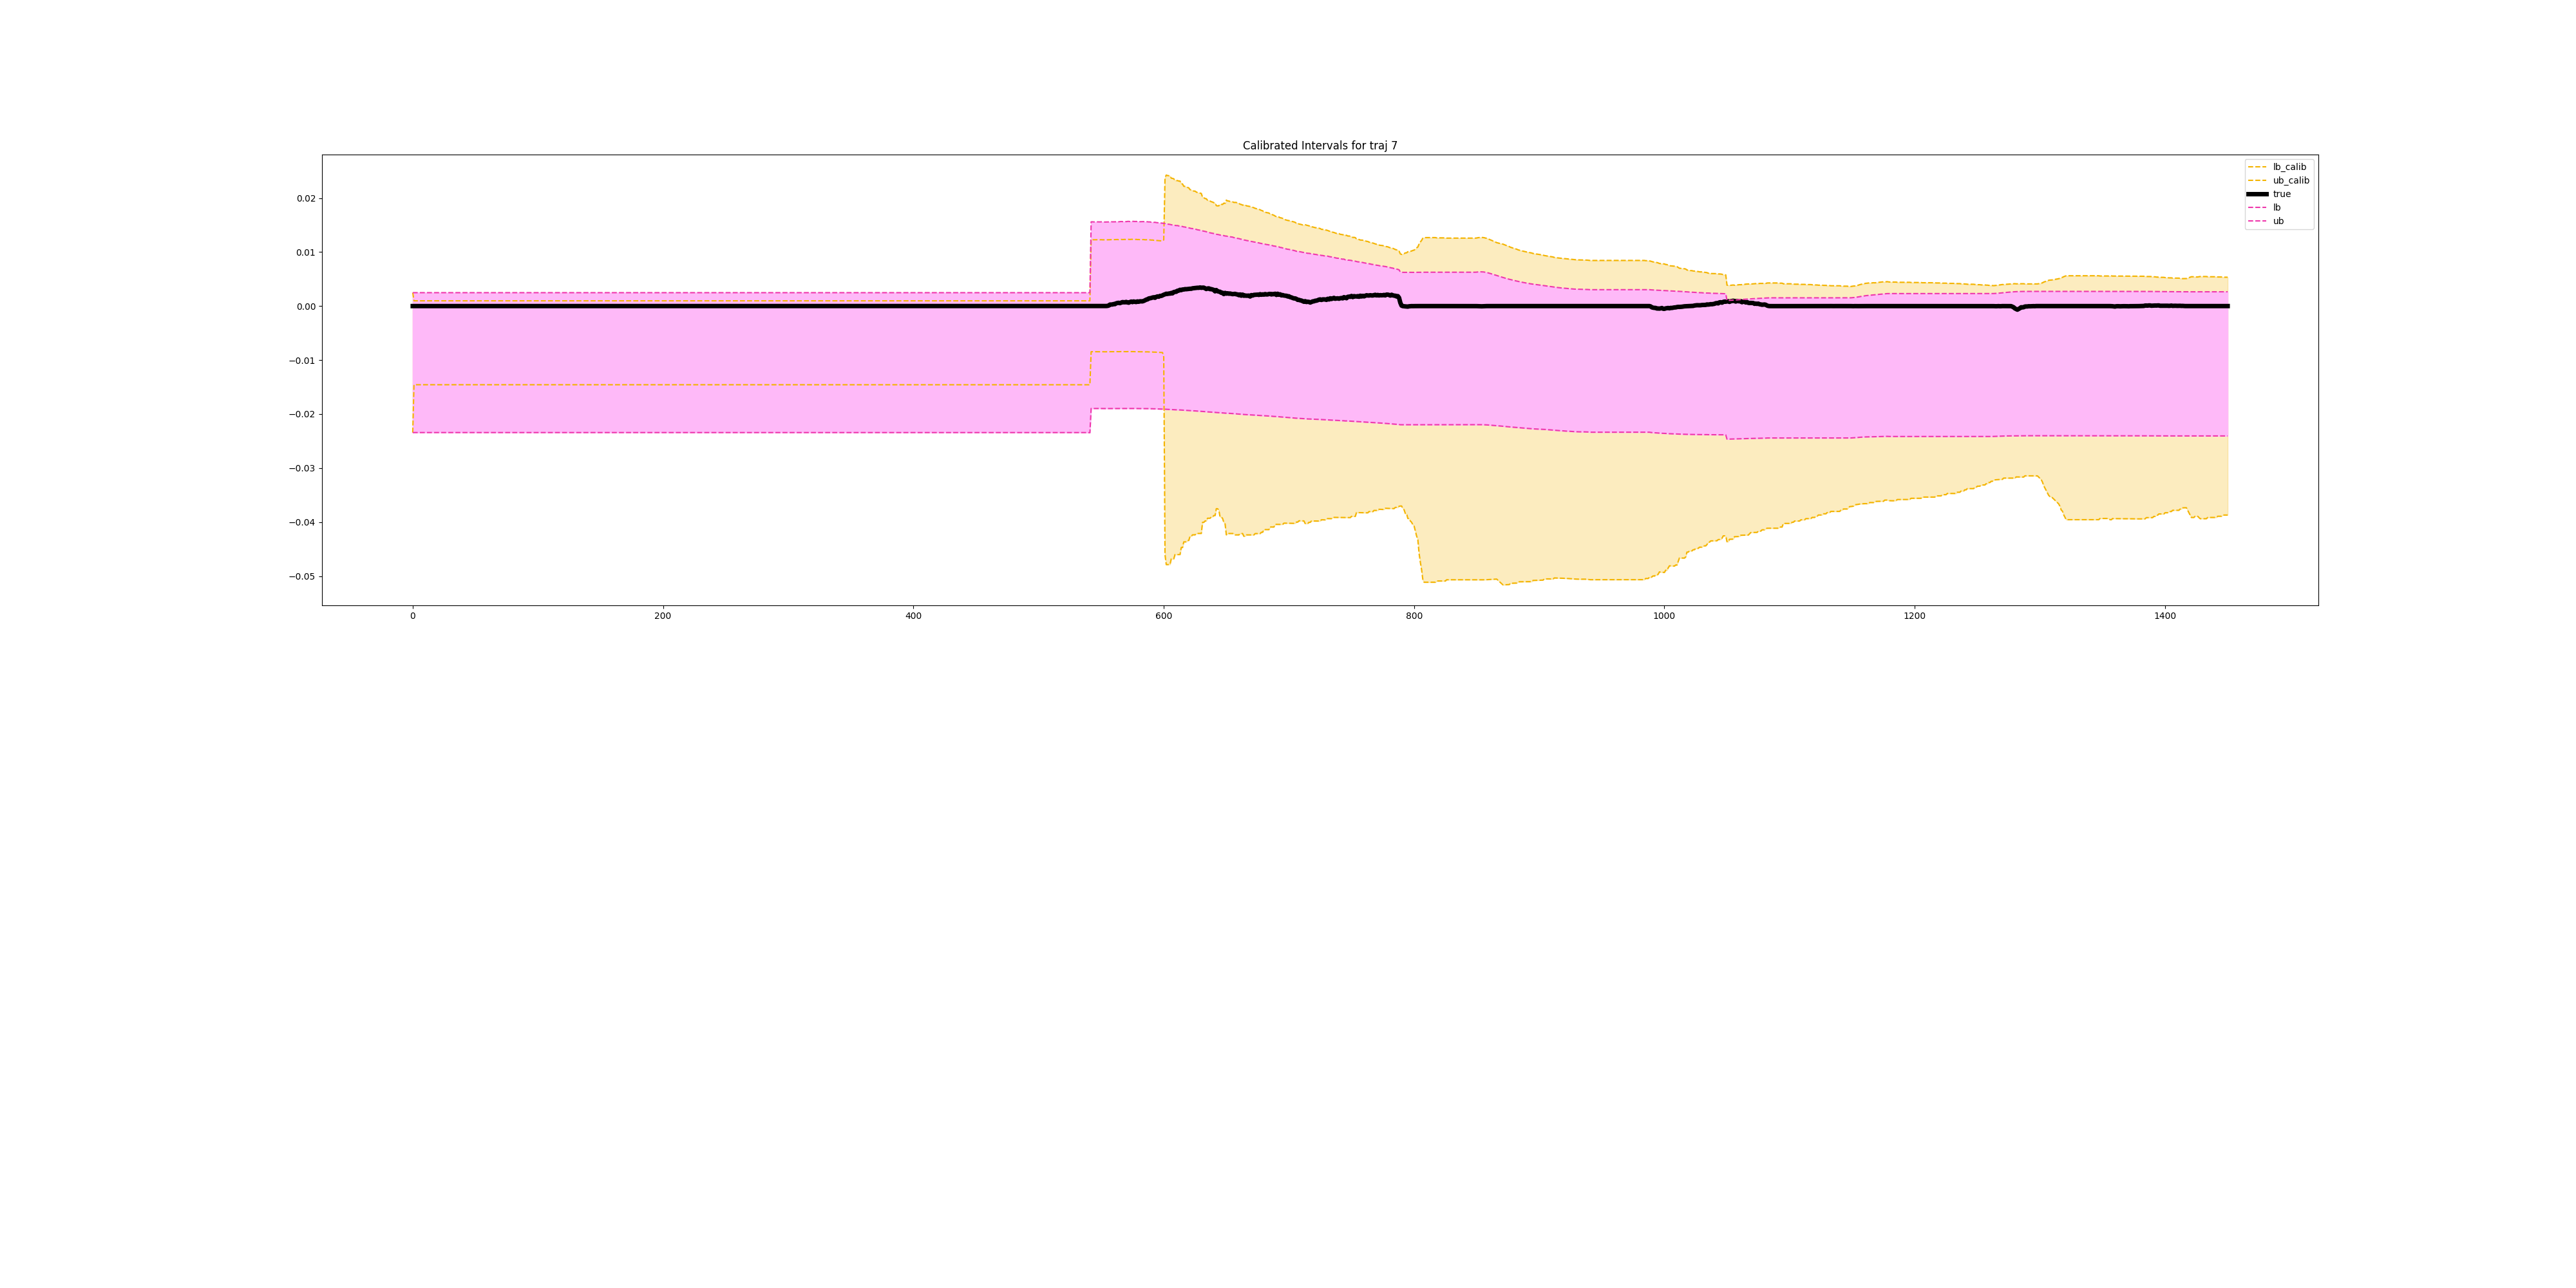 Calibrated Intervals for traj 7
lb_calib
ub_calib
true
lb
ub
0.02
0.01
0.00
−0.01
−0.02
−0.03
−0.04
−0.05
0 200 400 600 800 1000 1200 1400